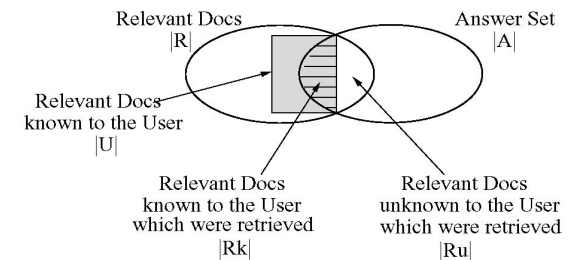 Relevant Docs
|R|
Answer Set
|A|
Relevant Docs
known to the User
|U|
Relevant Docs
known to the User
which were retrieved
|Rk|
Relevant Docs
unknown to the User
which were retrieved
|Ru|